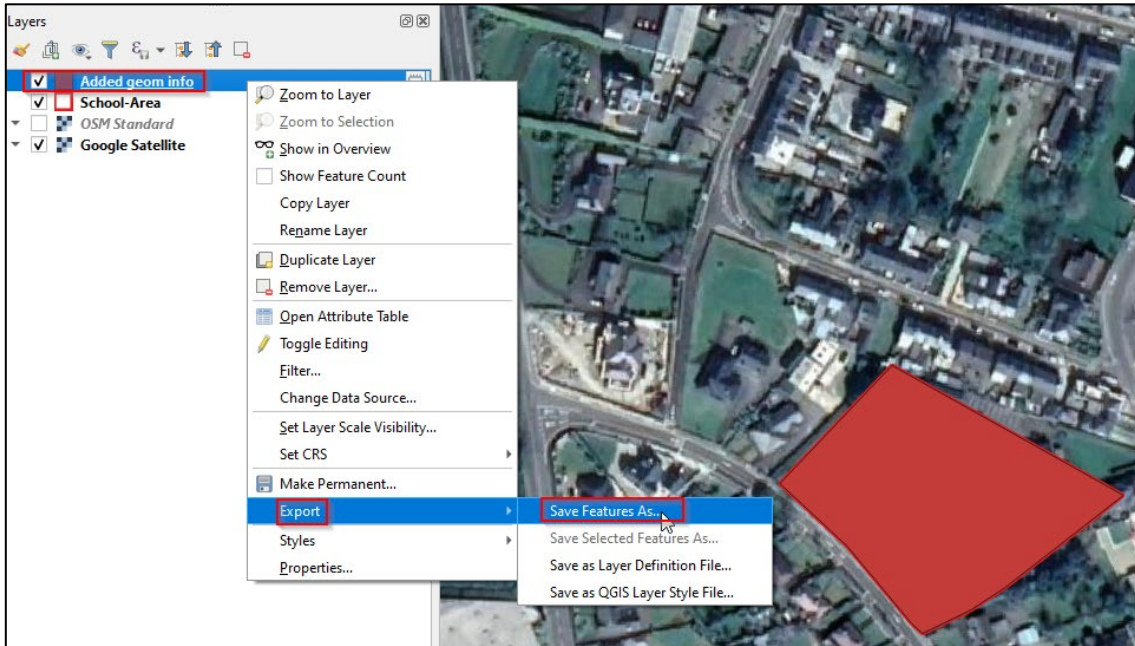 Layers
Added geom info
School-Area
OSM Standard
Google Satellite
Zoom to Layer
Zoom to Selection
Show in Overview
Show Feature Count
Copy Layer
Rename Layer
Duplicate Layer
Remove Layer...
Open Attribute Table
Toggle Editing
Filter...
Change Data Source...
Set Layer Scale Visibility...
Set CRS
Make Permanent...
Export
Styles
Properties...
Save Features As...
Save Selected Features As...
Save as Layer Definition File...
Save as QGIS Layer Style File...